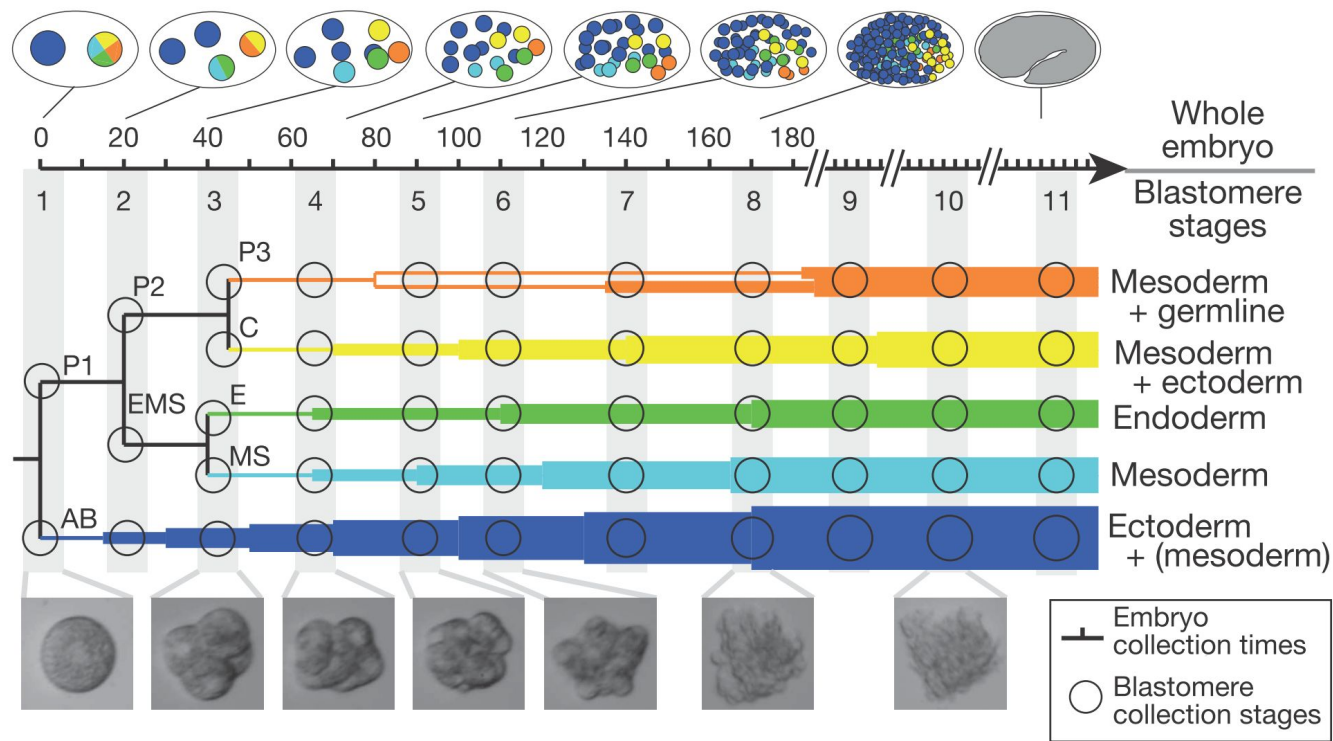 0 20 40 60 80 100 120 140 160 180
Whole
embryo
1 2 3 4 5 6 7 8 9 10 11
Blastomere
stages
P3
P2
C
P1
EMS
E
MS
AB
Mesoderm
+ germline
Mesoderm
+ ectoderm
Endoderm
Mesoderm
Ectoderm
+ (mesoderm)
Embryo
collection times
Blastomere
collection stages